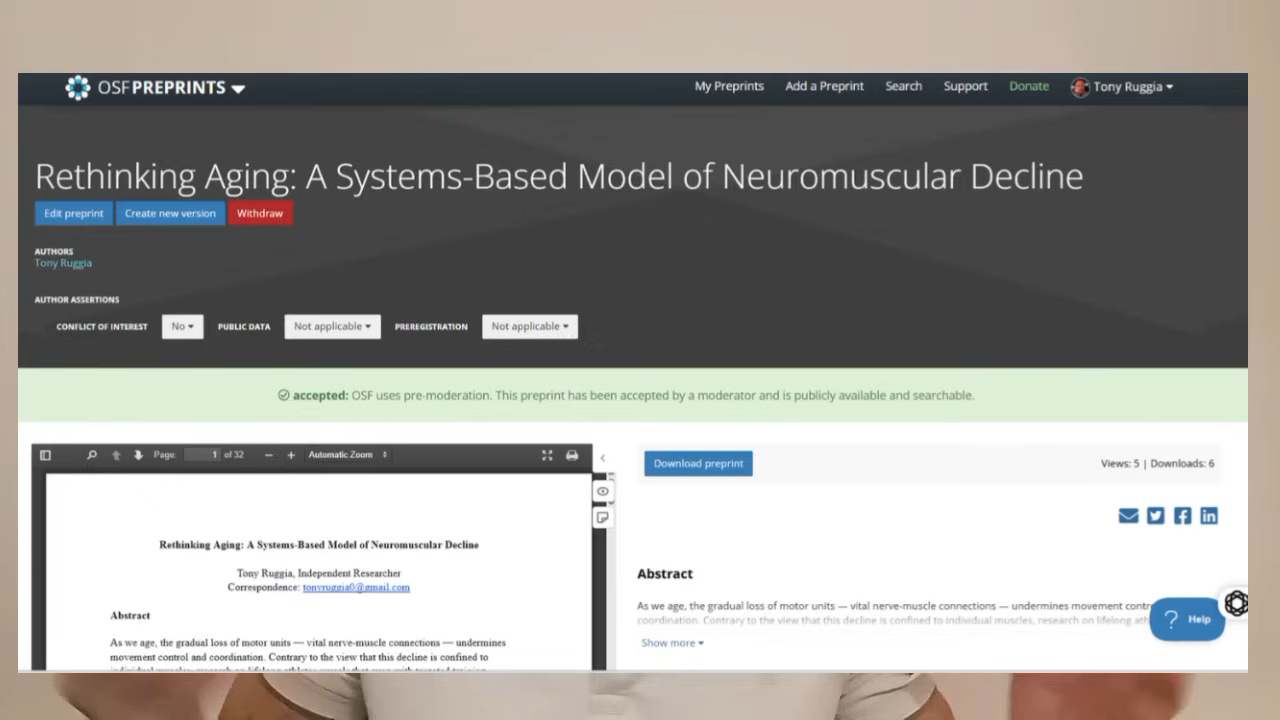 OSF PREPRINTS
My Preprints Add a Preprint Search Support Donate Tony Ruggia
Rethinking Aging: A Systems-Based Model of Neuromuscular Decline
Edit preprint Create new version Withdraw
AUTHORS
Tony Ruggia
AUTHOR ASSERTIONS
CONFLICT OF INTEREST No PUBLIC DATA Not applicable PREREGISTRATION Not applicable
accepted: OSF uses pre-moderation. This preprint has been accepted by a moderator and is publicly available and searchable.
Page: 1 of 32 Automatic Zoom
Rethinking Aging: A Systems-Based Model of Neuromuscular Decline
Tony Ruggia, Independent Researcher
Correspondence: tonyruggia0@gmail.com
Abstract
As we age, the gradual loss of motor units — vital nerve-muscle connections — undermines
movement control and coordination. Contrary to the view that this decline is confined to
Download preprint
Views: 5 | Downloads: 6
Abstract
As we age, the gradual loss of motor units — vital nerve-muscle connections — undermines movement contr
coordination. Contrary to the view that this decline is confined to individual muscles, research on lifelong ath
Show more
Help